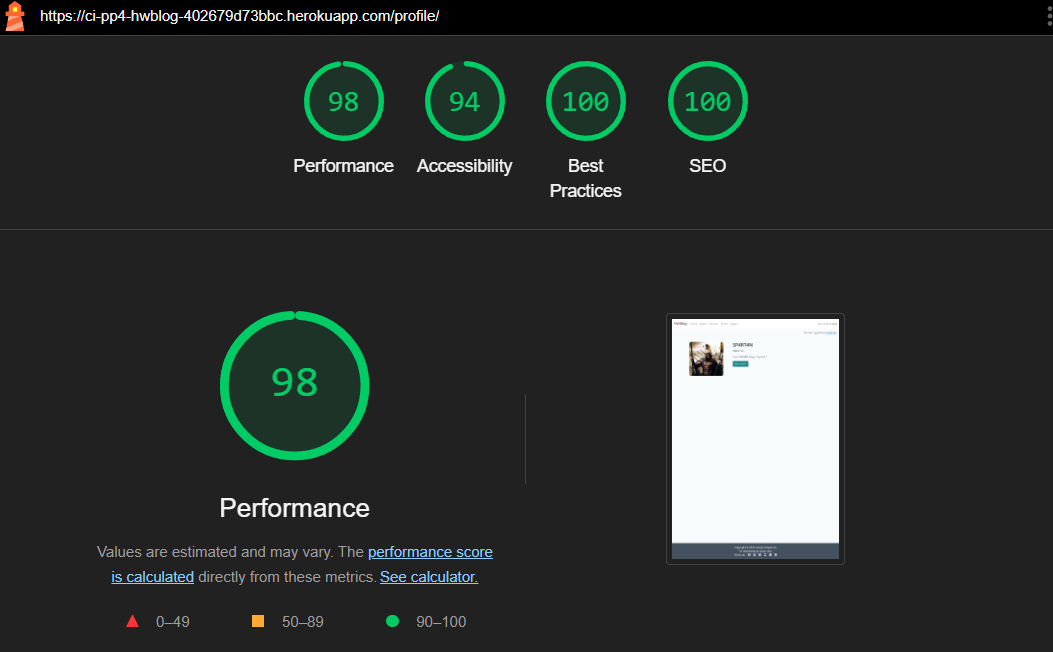 https://ci-pp4-hwblog-402679d73bbc.herokuapp.com/profile/
98
94
100
100
Performance
Accessibility
Best
Practices
SEO
98
Performance
Values are estimated and may vary. The performance score
is calculated directly from these metrics. See calculator.
0–49
50–89
90–100
SP4RT4N